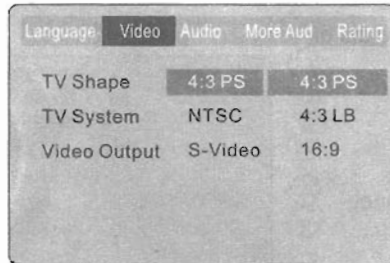 Language Video Audio More Aud Rating
TV Shape 4:3 PS 4:3 PS
TV System NTSC 4:3 LB
Video Output S-Video 16:9